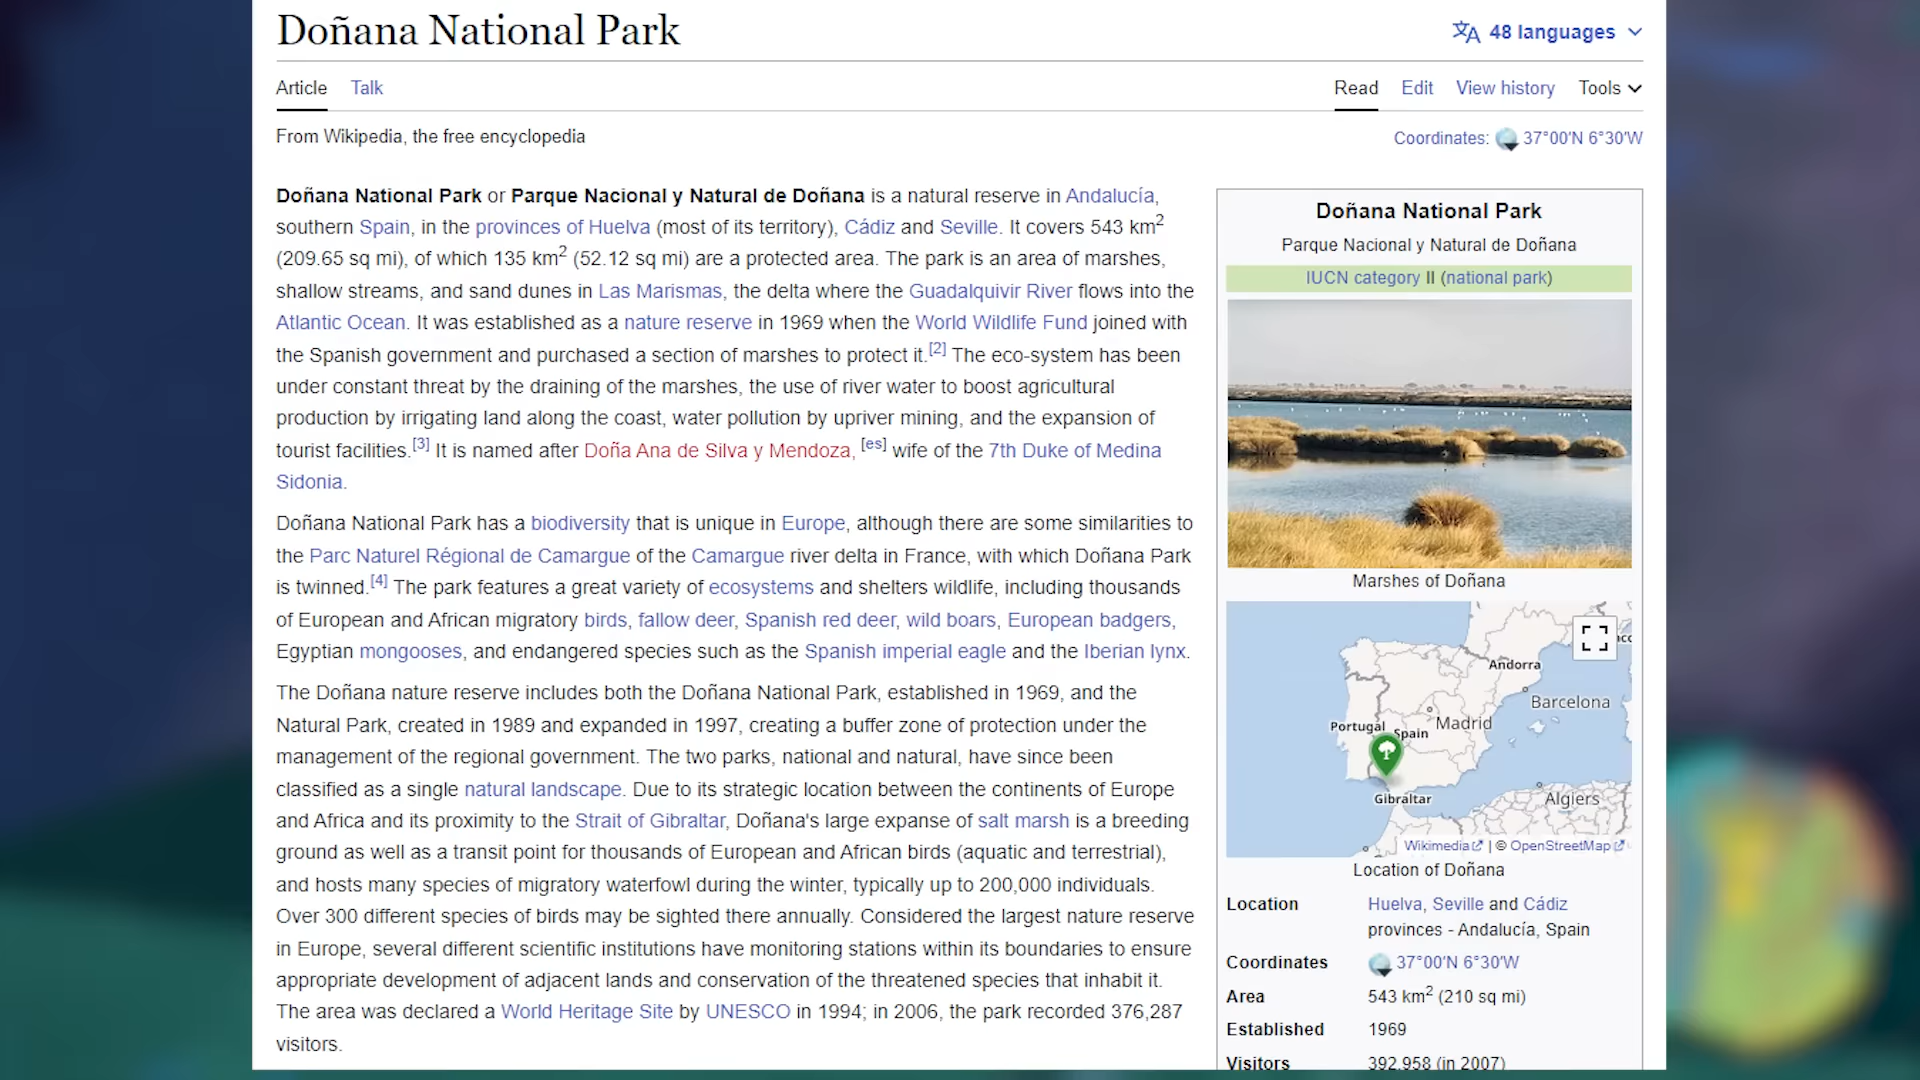 Doñana National Park
48 languages
Article Talk
Read Edit View history Tools
From Wikipedia, the free encyclopedia
Coordinates: 37°00′N 6°30′W
Doñana National Park or Parque Nacional y Natural de Doñana is a natural reserve in Andalucía,
southern Spain, in the provinces of Huelva (most of its territory), Cádiz and Seville. It covers 543 km²
(209.65 sq mi), of which 135 km² (52.12 sq mi) are a protected area. The park is an area of marshes,
shallow streams, and sand dunes in Las Marismas, the delta where the Guadalquivir River flows into the
Atlantic Ocean. It was established as a nature reserve in 1969 when the World Wildlife Fund joined with
the Spanish government and purchased a section of marshes to protect it.[2] The eco-system has been
under constant threat by the draining of the marshes, the use of river water to boost agricultural
production by irrigating land along the coast, water pollution by upriver mining, and the expansion of
tourist facilities.[3] It is named after Doña Ana de Silva y Mendoza, [es] wife of the 7th Duke of Medina
Sidonia.
Doñana National Park has a biodiversity that is unique in Europe, although there are some similarities to
the Parc Naturel Régional de Camargue of the Camargue river delta in France, with which Doñana Park
is twinned.[4] The park features a great variety of ecosystems and shelters wildlife, including thousands
of European and African migratory birds, fallow deer, Spanish red deer, wild boars, European badgers,
Egyptian mongooses, and endangered species such as the Spanish imperial eagle and the Iberian lynx.
The Doñana nature reserve includes both the Doñana National Park, established in 1969, and the
Natural Park, created in 1989 and expanded in 1997, creating a buffer zone of protection under the
management of the regional government. The two parks, national and natural, have since been
classified as a single natural landscape. Due to its strategic location between the continents of Europe
and Africa and its proximity to the Strait of Gibraltar, Doñana's large expanse of salt marsh is a breeding
ground as well as a transit point for thousands of European and African birds (aquatic and terrestrial),
and hosts many species of migratory waterfowl during the winter, typically up to 200,000 individuals.
Over 300 different species of birds may be sighted there annually. Considered the largest nature reserve
in Europe, several different scientific institutions have monitoring stations within its boundaries to ensure
appropriate development of adjacent lands and conservation of the threatened species that inhabit it.
The area was declared a World Heritage Site by UNESCO in 1994; in 2006, the park recorded 376,287
visitors.
Doñana National Park
Parque Nacional y Natural de Doñana
IUCN category II (national park)
Marshes of Doñana
Andorra
Barcelona
Madrid
Portugal
Spain
Gibraltar
Algiers
Wikimedia | © OpenStreetMap
Location of Doñana
Location Huelva, Seville and Cádiz
provinces - Andalucía, Spain
Coordinates 37°00′N 6°30′W
Area 543 km² (210 sq mi)
Established 1969
Visitors 392,958 (in 2007)